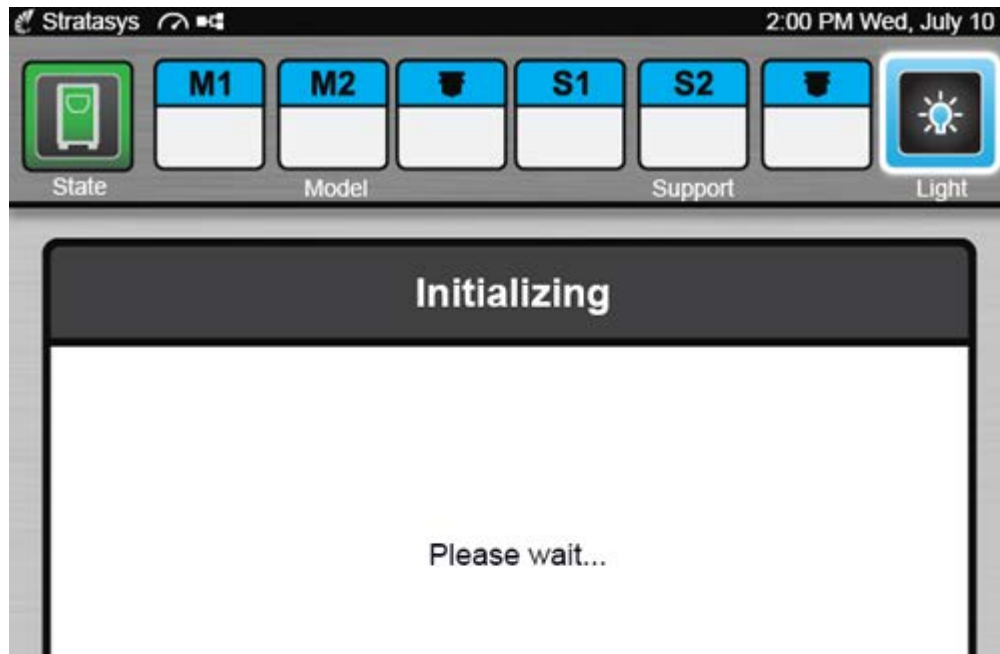 Stratasys 2:00 PM Wed, July 10
M1 M2 S1 S2
State Model Support Light
Initializing
Please wait...